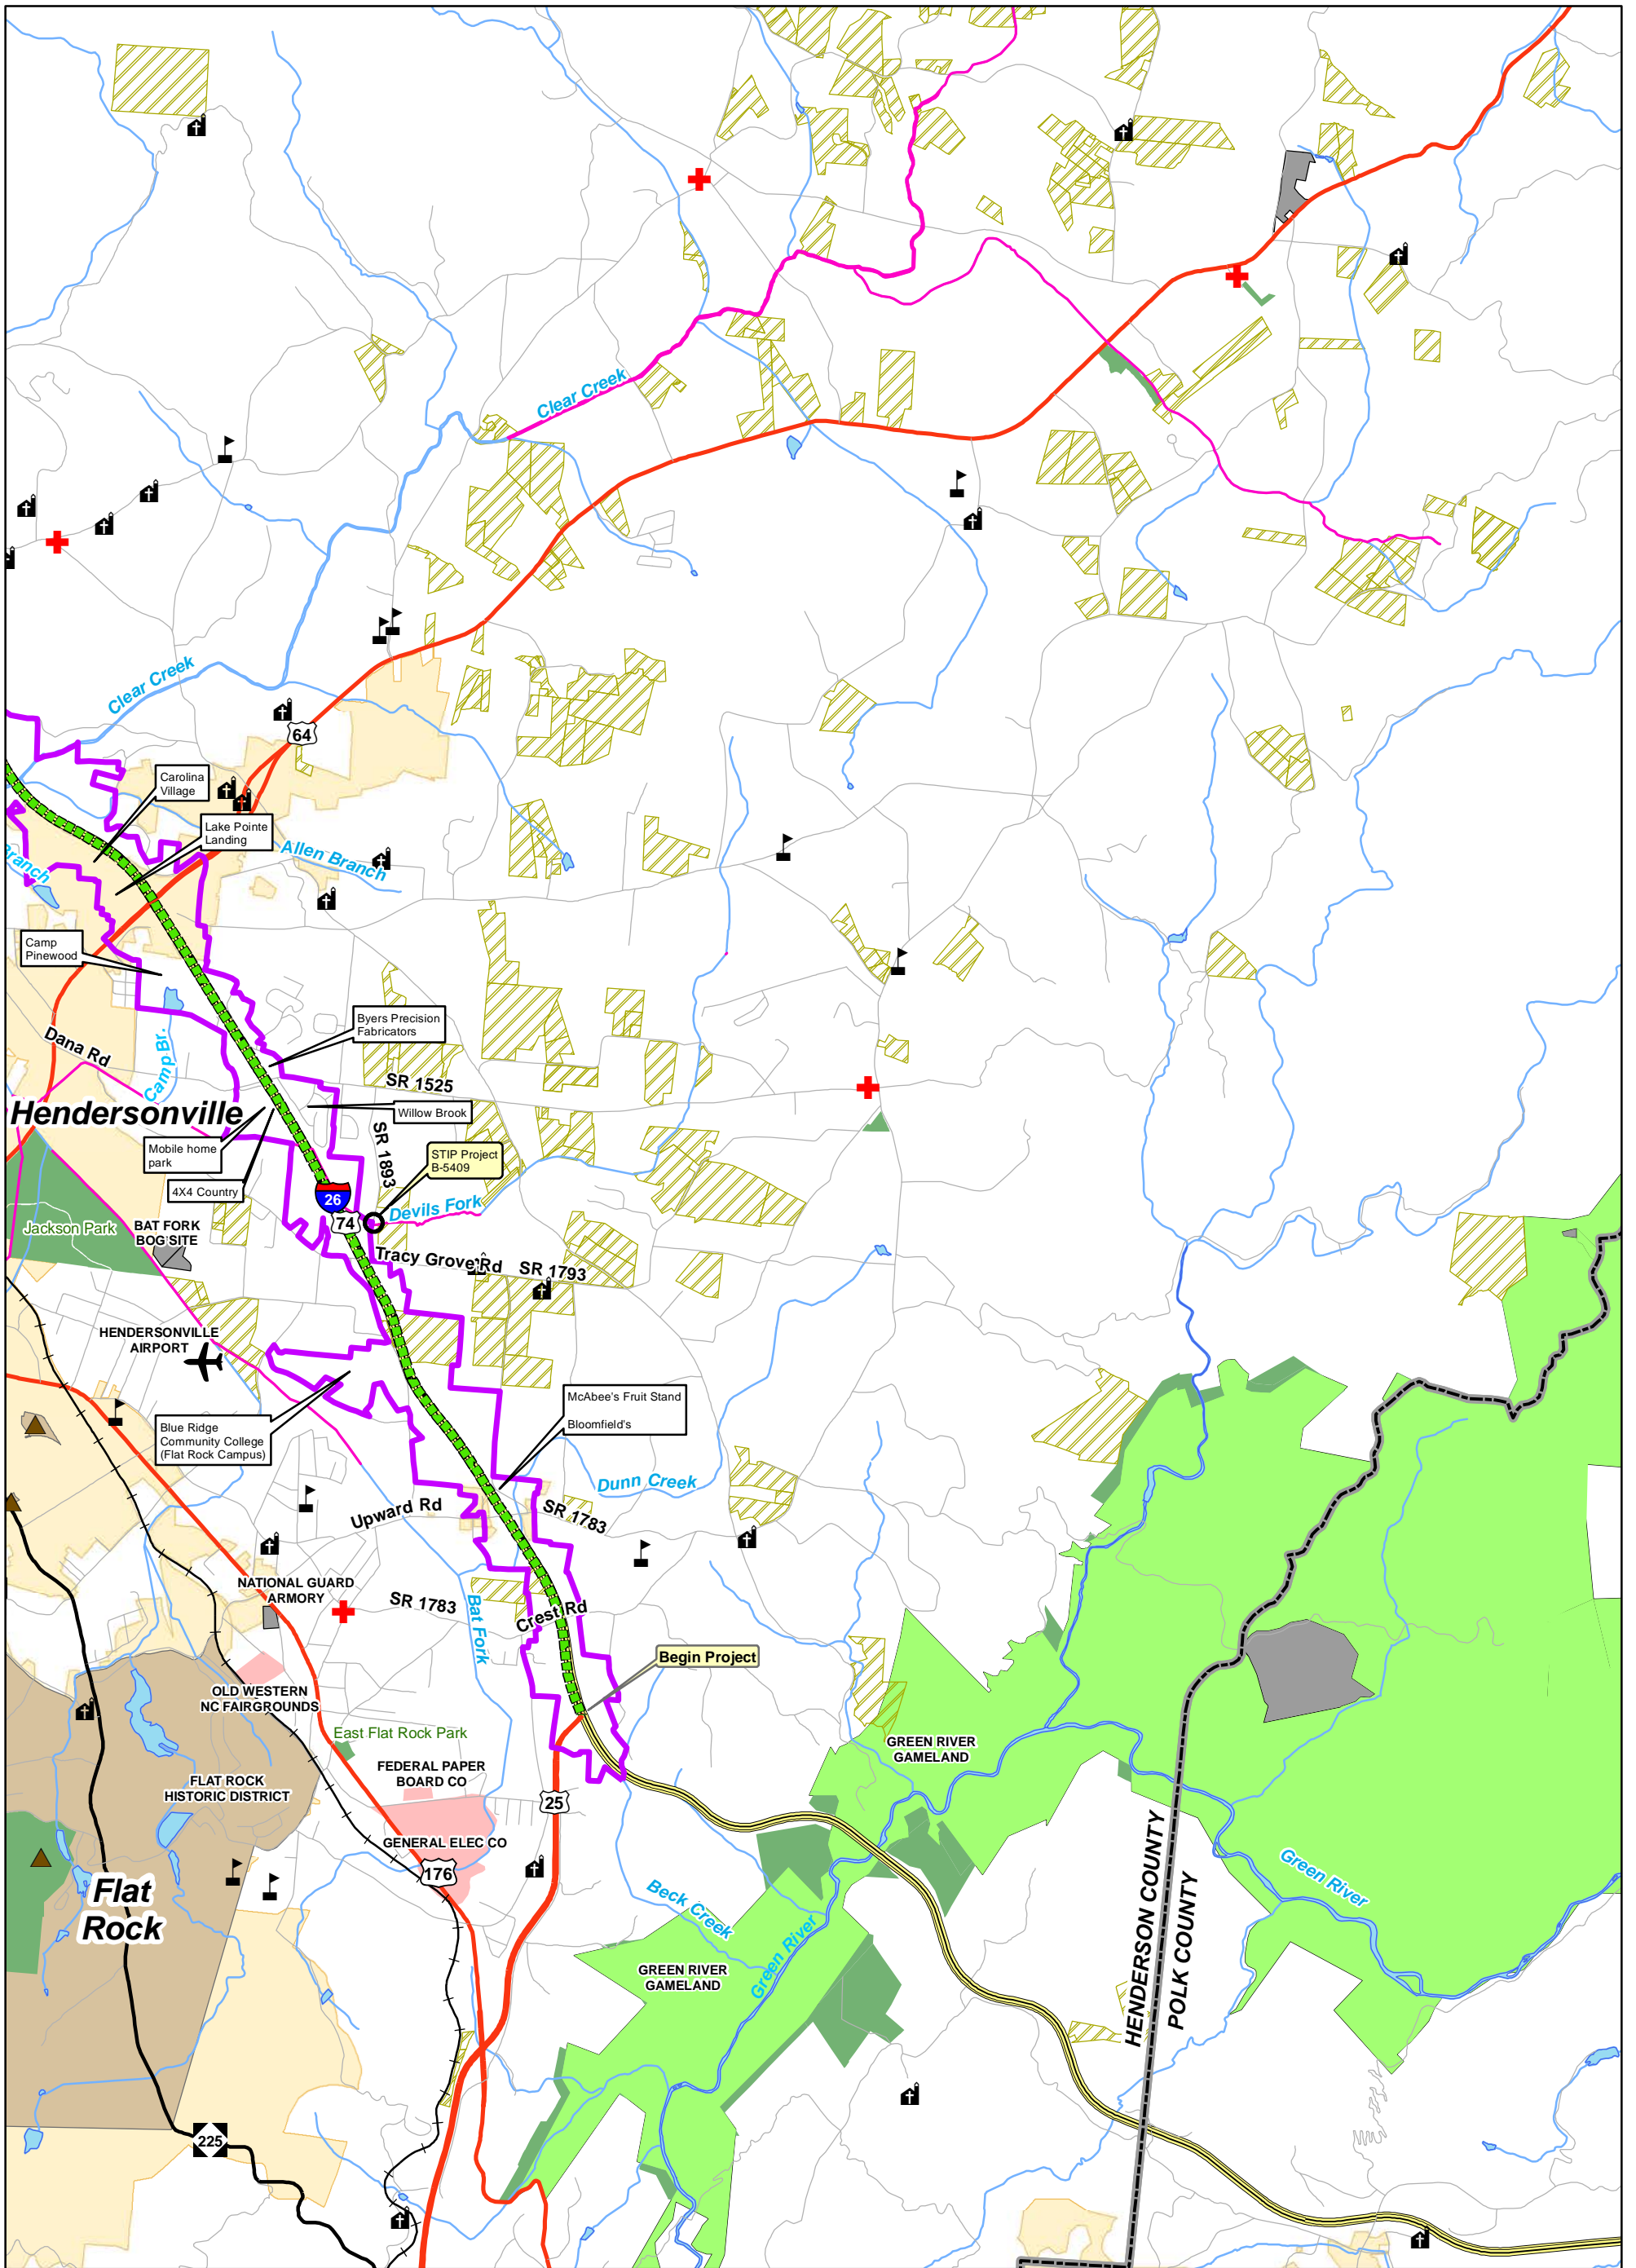 Clear Creek
Clear Creek
64
Carolina
Village
Lake Pointe
Landing
Allen Branch
Branch
Camp
Pinewood
Byers Precision
Fabricators
Dana Rd
Camp Br.
SR 1525
Hendersonville
Willow Brook
Mobile home
park
SR 1893
STIP Project
B-5409
4X4 Country
26
74
Devils Fork
Jackson Park
BAT FORK
BOG SITE
Tracy Grove Rd
SR 1793
HENDERSONVILLE
AIRPORT
McAbee's Fruit Stand
Bloomfield's
Blue Ridge
Community College
(Flat Rock Campus)
Dunn Creek
Upward Rd
SR 1783
NATIONAL GUARD
ARMORY
SR 1783
Bat Fork
Crest Rd
Begin Project
OLD WESTERN
NC FAIRGROUNDS
East Flat Rock Park
GREEN RIVER
GAMELAND
FEDERAL PAPER
BOARD CO
FLAT ROCK
HISTORIC DISTRICT
25
GENERAL ELEC CO
176
HENDERSON COUNTY
POLK COUNTY
Green River
Flat
Rock
Beck Creek
Green River
GREEN RIVER
GAMELAND
225